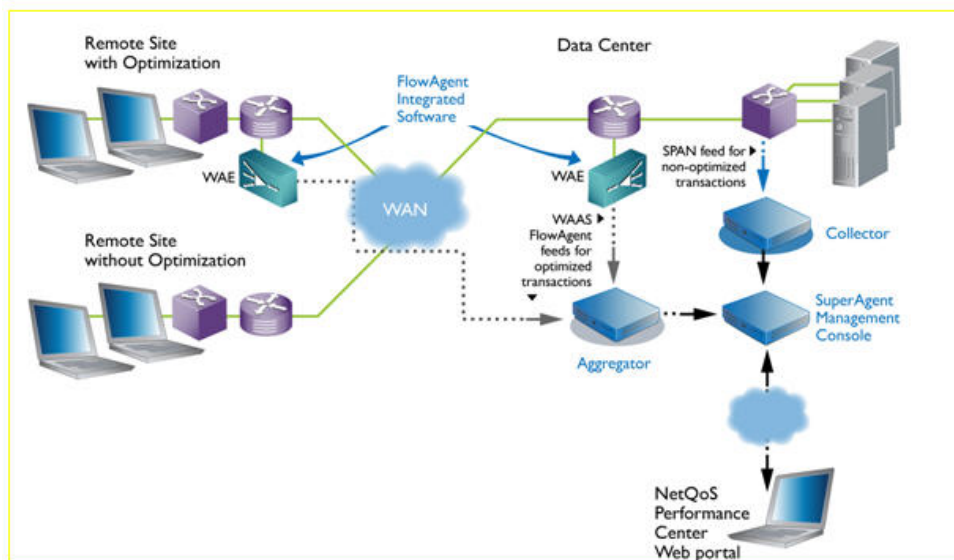 Remote Site
with Optimization
FlowAgent
Integrated
Software
Data Center
WAE
WAN
WAE
SPAN feed for
non-optimized
transactions
WAAS
FlowAgent
feeds for
optimized
transactions
Collector
Remote Site
without Optimization
SuperAgent
Management
Console
Aggregator
NetQoS
Performance
Center
Web portal